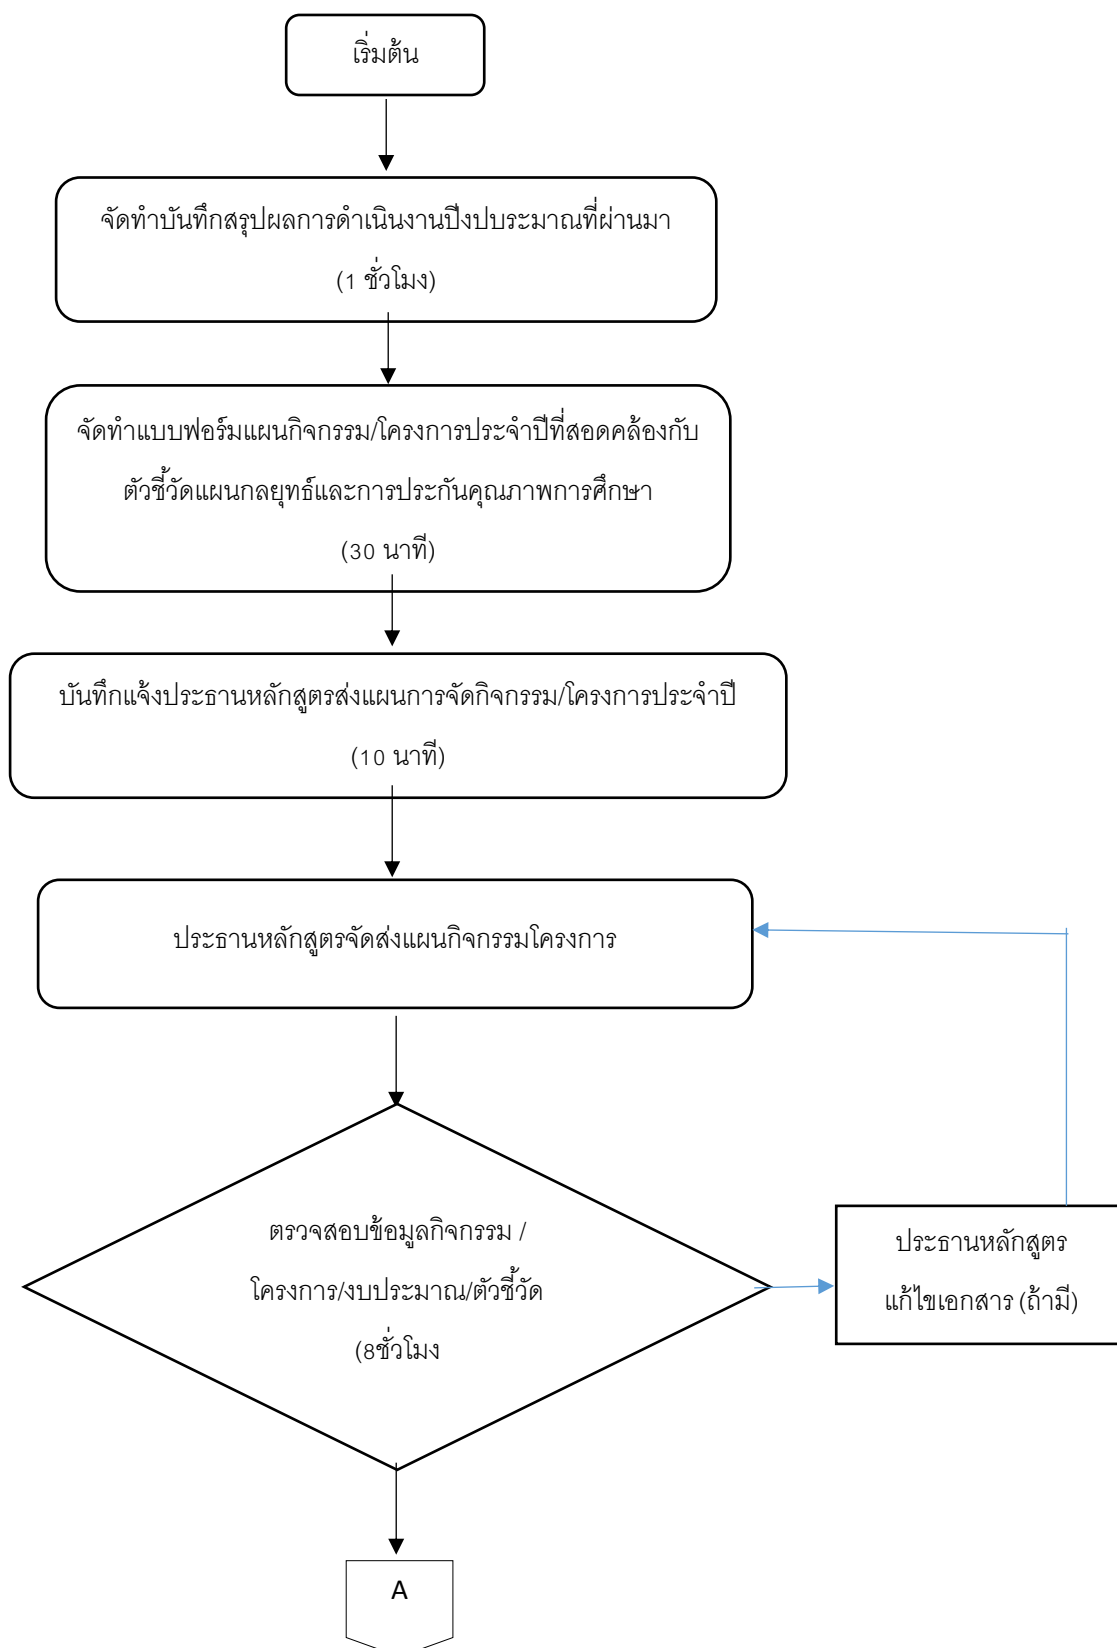 เริ่มต้น
จัดทำบันทึกสรุปผลการดำเนินงานปีงปบระมาณที่ผ่านมา
(1 ชั่วโมง)
จัดทำแบบฟอร์มแผนกิจกรรม/โครงการประจำปีที่สอดคล้องกับ
ตัวชี้วัดแผนกลยุทธ์และการประกันคุณภาพการศึกษา
(30 นาที)
บันทึกแจ้งประธานหลักสูตรส่งแผนการจัดกิจกรรม/โครงการประจำปี
(10 นาที)
ประธานหลักสูตรจัดส่งแผนกิจกรรมโครงการ
ตรวจสอบข้อมูลกิจกรรม /
โครงการ/งบประมาณ/ตัวชี้วัด
(8ชั่วโมง
ประธานหลักสูตร
แก้ไขเอกสาร (ถ้ามี)
A